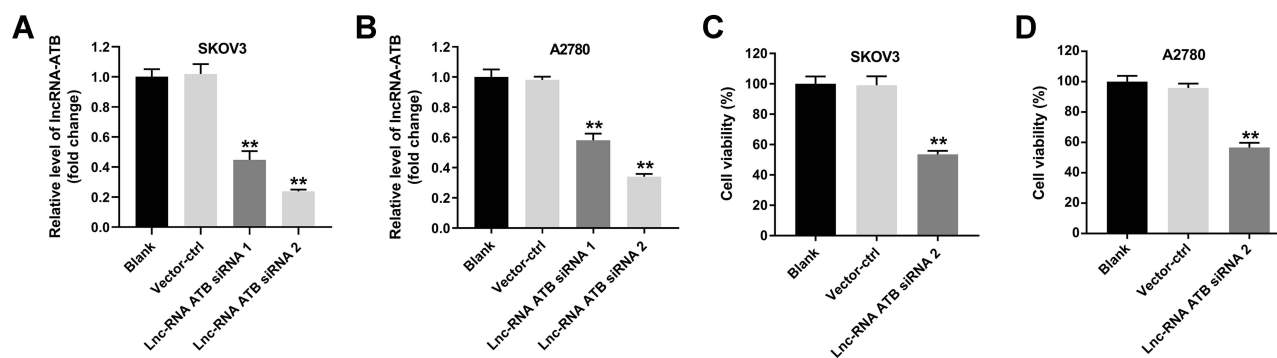 A
SKOV3
Relative level of lncRNA-ATB
(fold change)
1.2
1.0
0.8
0.6
0.4
0.2
0.0
**
**
Blank
Vector-ctrl
Lnc-RNA ATB siRNA 1
Lnc-RNA ATB siRNA 2
B
A2780
Relative level of lncRNA-ATB
(fold change)
1.2
1.0
0.8
0.6
0.4
0.2
0.0
**
**
Blank
Vector-ctrl
Lnc-RNA ATB siRNA 1
Lnc-RNA ATB siRNA 2
C
SKOV3
Cell viability (%)
120
100
80
60
40
20
0
**
Blank
Vector-ctrl
Lnc-RNA ATB siRNA 2
D
A2780
Cell viability (%)
120
100
80
60
40
20
0
**
Blank
Vector-ctrl
Lnc-RNA ATB siRNA 2